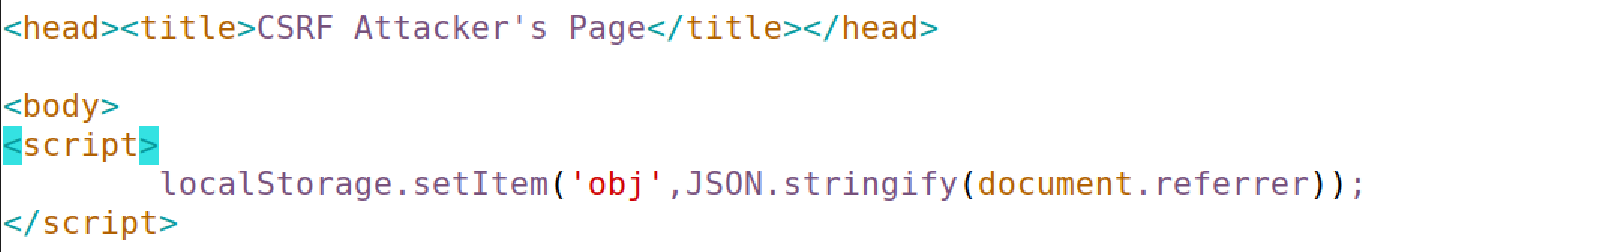 <head><title>CSRF Attacker's Page</title></head>
<body>
<script>
localStorage.setItem('obj',JSON.stringify(document.referrer));
</script>